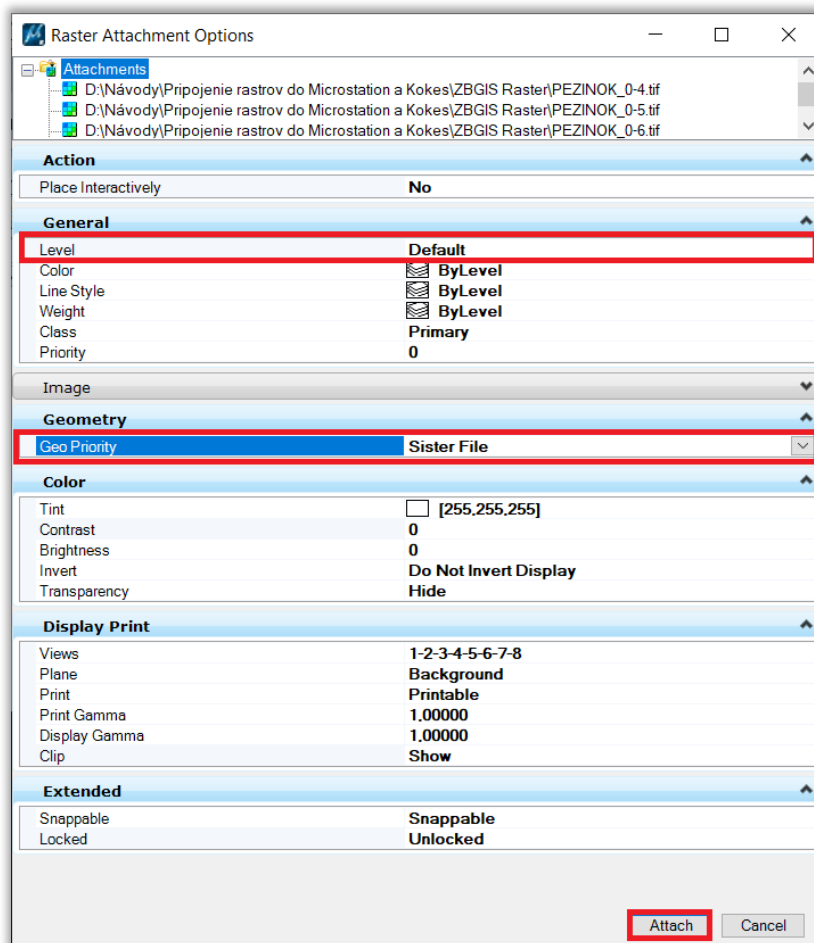 Raster Attachment Options
Attachments
D:\Návody\Pripojenie rastrov do Microstation a Kokes\ZBGIS Raster\PEZINOK_0-4.tif
D:\Návody\Pripojenie rastrov do Microstation a Kokes\ZBGIS Raster\PEZINOK_0-5.tif
D:\Návody\Pripojenie rastrov do Microstation a Kokes\ZBGIS Raster\PEZINOK_0-6.tif
Action
Place Interactively No
General
Level Default
Color ByLevel
Line Style ByLevel
Weight ByLevel
Class Primary
Priority 0
Image
Geometry
Geo Priority Sister File
Color
Tint [255,255,255]
Contrast 0
Brightness 0
Invert Do Not Invert Display
Transparency Hide
Display Print
Views 1-2-3-4-5-6-7-8
Plane Background
Print Printable
Print Gamma 1,00000
Display Gamma 1,00000
Clip Show
Extended
Snappable Snappable
Locked Unlocked
Attach Cancel